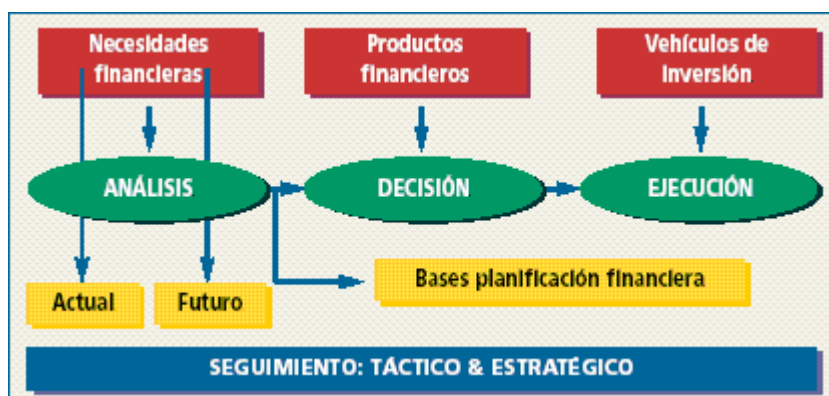 Necesidades
financieras
Productos
financieros
Vehículos de
inversión
ANÁLISIS
DECISIÓN
EJECUCIÓN
Actual
Futuro
Bases planificación financiera
SEGUIMIENTO: TÁCTICO & ESTRATÉGICO